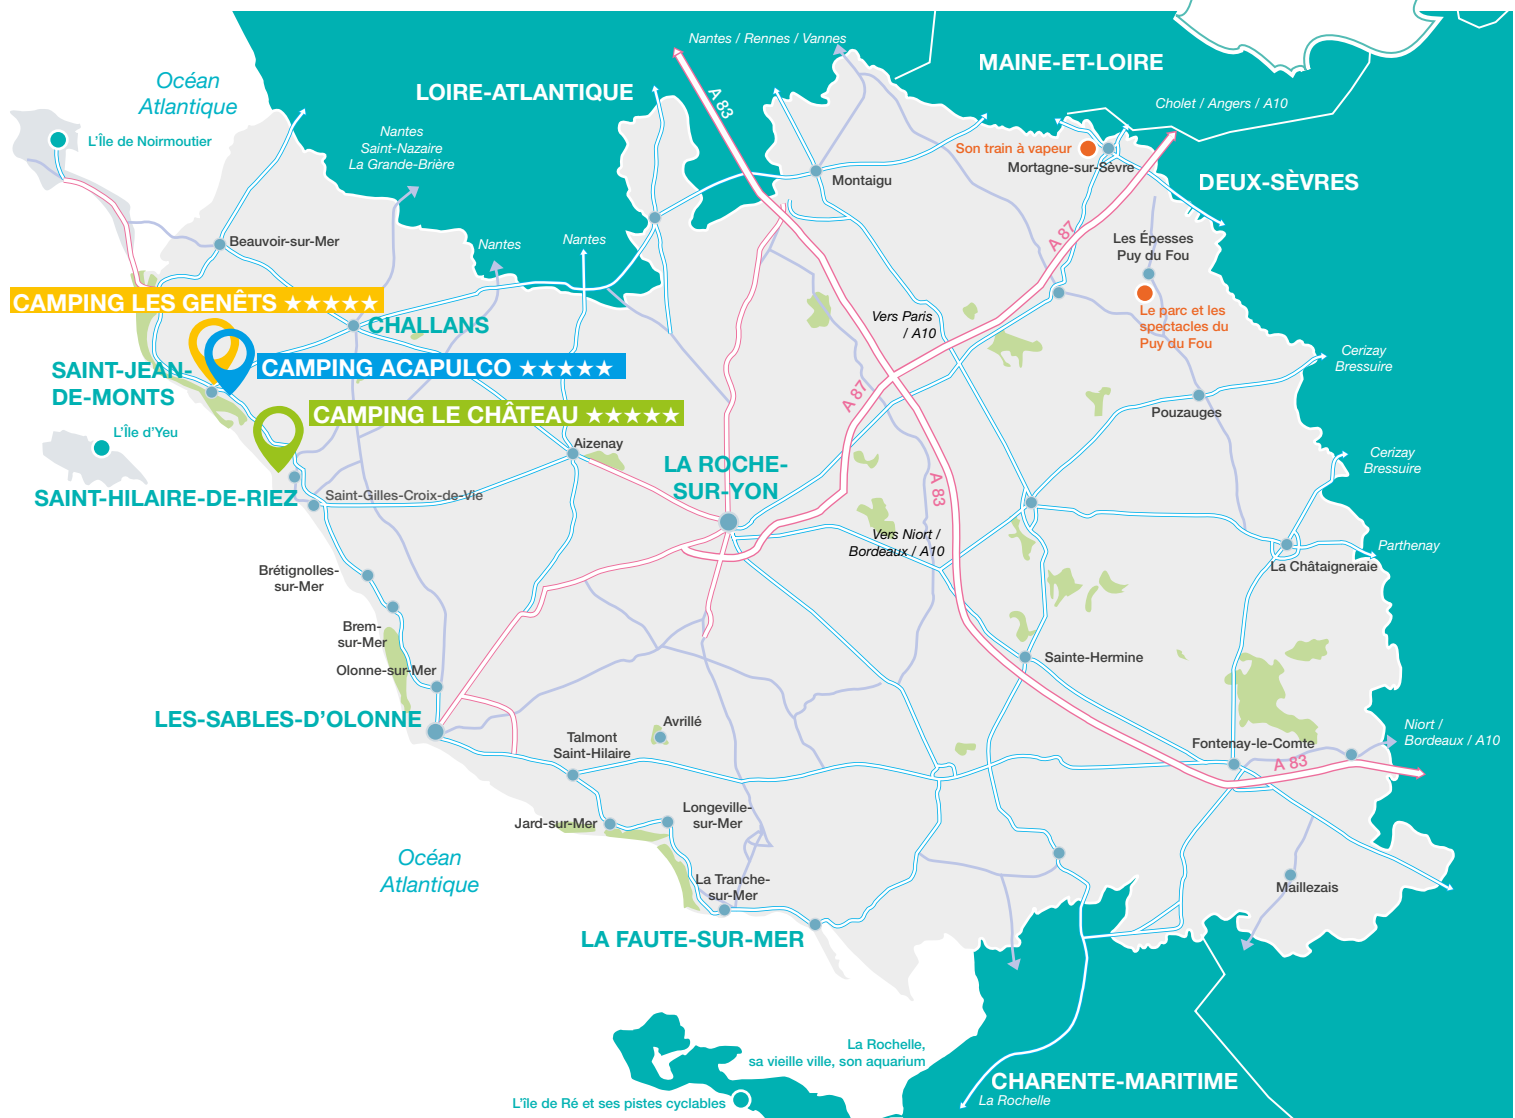 Océan
Atlantique
L'Île de Noirmoutier
LOIRE-ATLANTIQUE
Nantes
Saint-Nazaire
La Grande-Brière
Nantes / Rennes / Vannes
A 83
MAINE-ET-LOIRE
Cholet / Angers / A10
Son train à vapeur
Mortagne-sur-Sèvre
DEUX-SÈVRES
Montaigu
Beauvoir-sur-Mer
Nantes
Nantes
A 87
Les Épesses
Puy du Fou
CAMPING LES GENÊTS ★★★★★
CHALLANS
Vers Paris
/ A10
Le parc et les
spectacles du
Puy du Fou
SAINT-JEAN-
DE-MONTS
CAMPING ACAPULCO ★★★★★
Cerizay
Bressuire
A 87
CAMPING LE CHÂTEAU ★★★★★
Pouzauges
L'Île d'Yeu
Aizenay
LA ROCHE-
SUR-YON
Cerizay
Bressuire
A 83
SAINT-HILAIRE-DE-RIEZ
Saint-Gilles-Croix-de-Vie
Vers Niort /
Bordeaux / A10
Parthenay
La Châtaigneraie
Brétignolles-
sur-Mer
Brem-
sur-Mer
Olonne-sur-Mer
Sainte-Hermine
LES-SABLES-D'OLONNE
Avrillé
Talmont
Saint-Hilaire
Niort /
Bordeaux / A10
Fontenay-le-Comte
A 83
Jard-sur-Mer
Longeville-
sur-Mer
Océan
Atlantique
La Tranche-
sur-Mer
Maillezais
LA FAUTE-SUR-MER
La Rochelle,
sa vieille ville, son aquarium
CHARENTE-MARITIME
La Rochelle
L'île de Ré et ses pistes cyclables